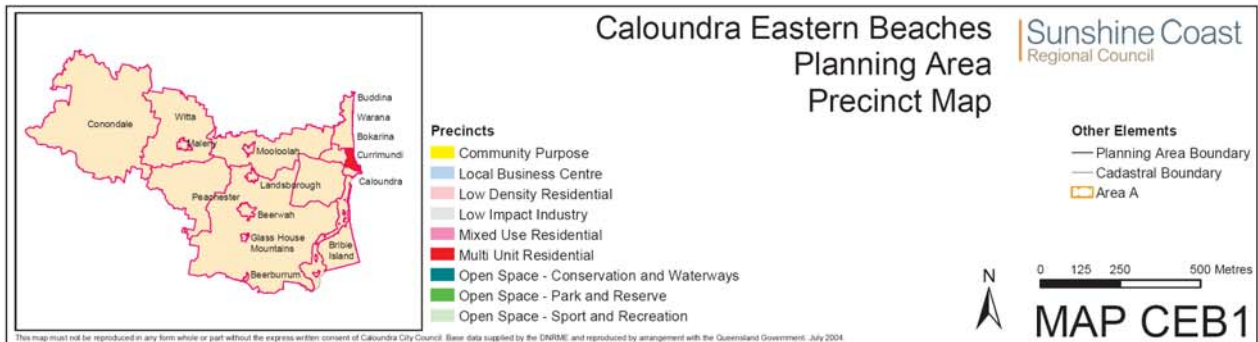 Caloundra Eastern Beaches
Planning Area
Precinct Map
Sunshine Coast
Regional Council
Buddina
Warana
Bokarina
Currimundi
Caloundra
Conondale
Witta
Maleny
Mooloolah
Landsborough
Peachester
Beerwah
Glass House
Mountains
Bribie
Island
Beerburrum
Precincts
Community Purpose
Local Business Centre
Low Density Residential
Low Impact Industry
Mixed Use Residential
Multi Unit Residential
Open Space - Conservation and Waterways
Open Space - Park and Reserve
Open Space - Sport and Recreation
Other Elements
Planning Area Boundary
Cadastral Boundary
Area A
N
0 125 250 500 Metres
MAP CEB1
This map must not be reproduced in any form whole or part without the express written consent of Caloundra City Council. Base data supplied by the DNRME and reproduced by arrangement with the Queensland Government. July 2004